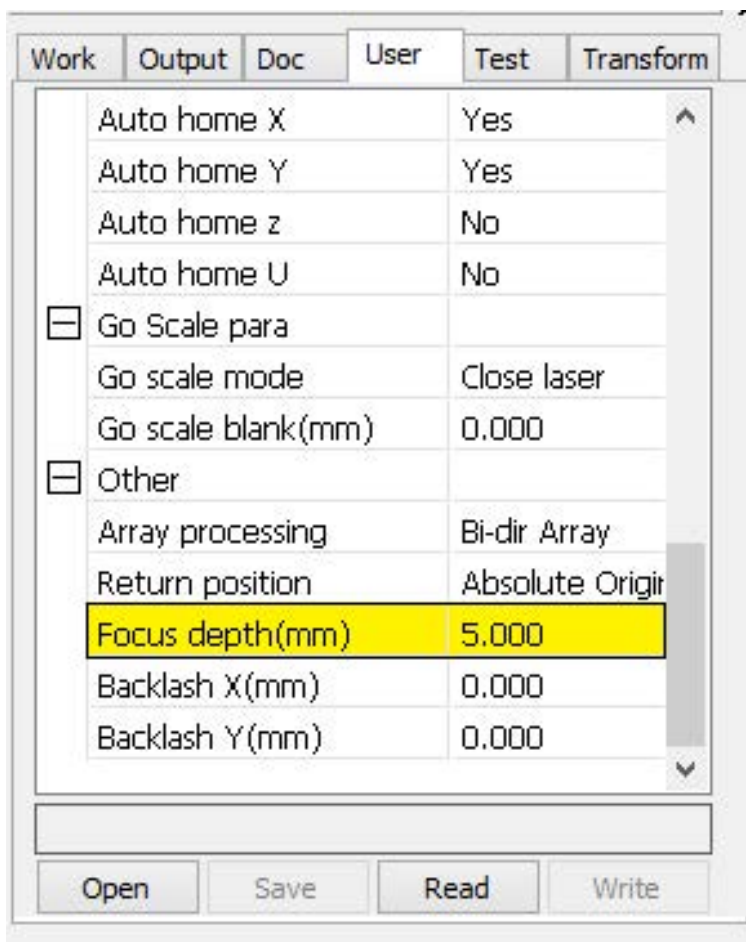 Work Output Doc User Test Transform
Auto home X Yes
Auto home Y Yes
Auto home z No
Auto home U No
Go Scale para
Go scale mode Close laser
Go scale blank(mm) 0.000
Other
Array processing Bi-dir Array
Return position Absolute Origin
Focus depth(mm) 5.000
Backlash X(mm) 0.000
Backlash Y(mm) 0.000
Open Save Read Write